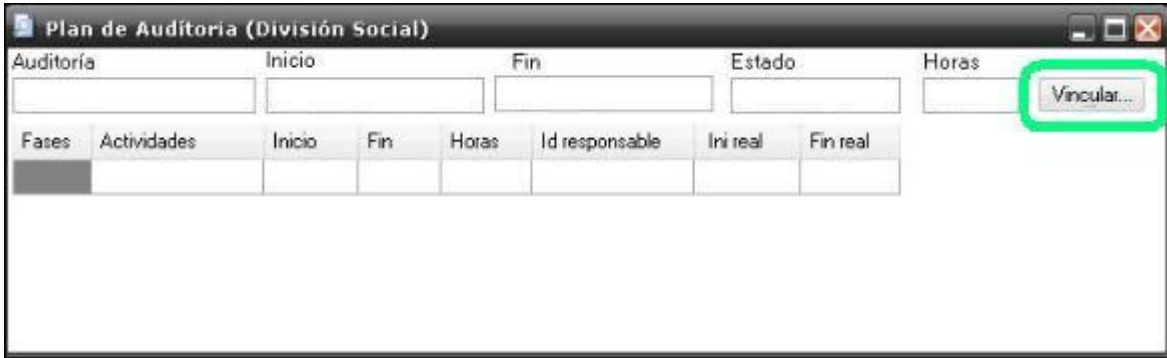 Plan de Audítoria (División Social)
Auditoría Inicio Fin Estado Horas
Vincular...
Fases Actividades Inicio Fin Horas Id responsable Ini real Fin real